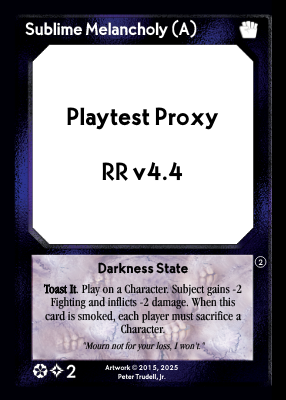 Sublime Melancholy (A)
Playtest Proxy
RR v4.4
2
Darkness State
Toast It. Play on a Character. Subject gains -2
Fighting and inflicts -2 damage. When this
card is smoked, each player must sacrifice a
Character.
"Mourn not for your loss, I won't."
2
Artwork © 2015, 2025
Peter Trudell, Jr.